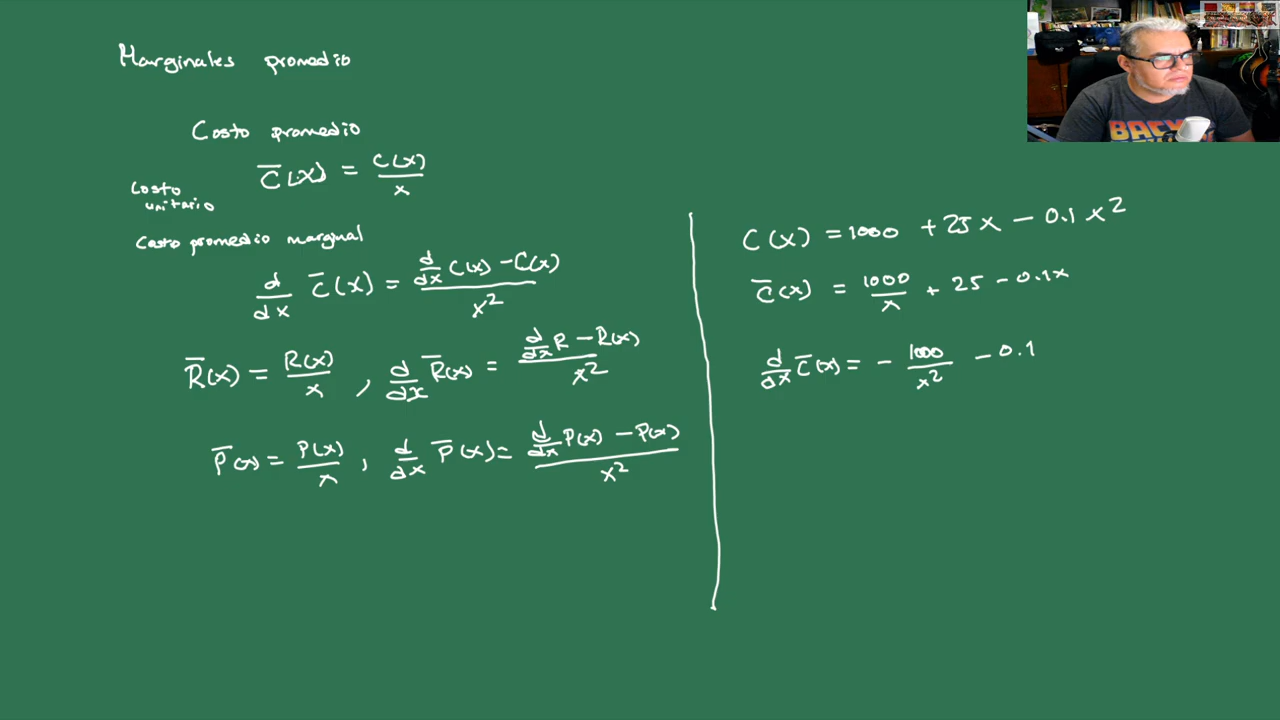 Marginales promedio
Costo promedio
C̅(x) = C(x)/x
Costo
unitario
Costo promedio marginal
d/dx C̅(x) = (d/dx C(x) - C(x))/x²
R̅(x) = R(x)/x , d/dx R̅(x) = (d/dx R - R(x))/x²
P̅(x) = P(x)/x , d/dx P̅(x) = (d/dx P(x) - P(x))/x²
C(x) = 1000 + 25x - 0.1x²
C̅(x) = 1000/x + 25 - 0.1x
d/dx C̅(x) = - 1000/x² - 0.1
BACK